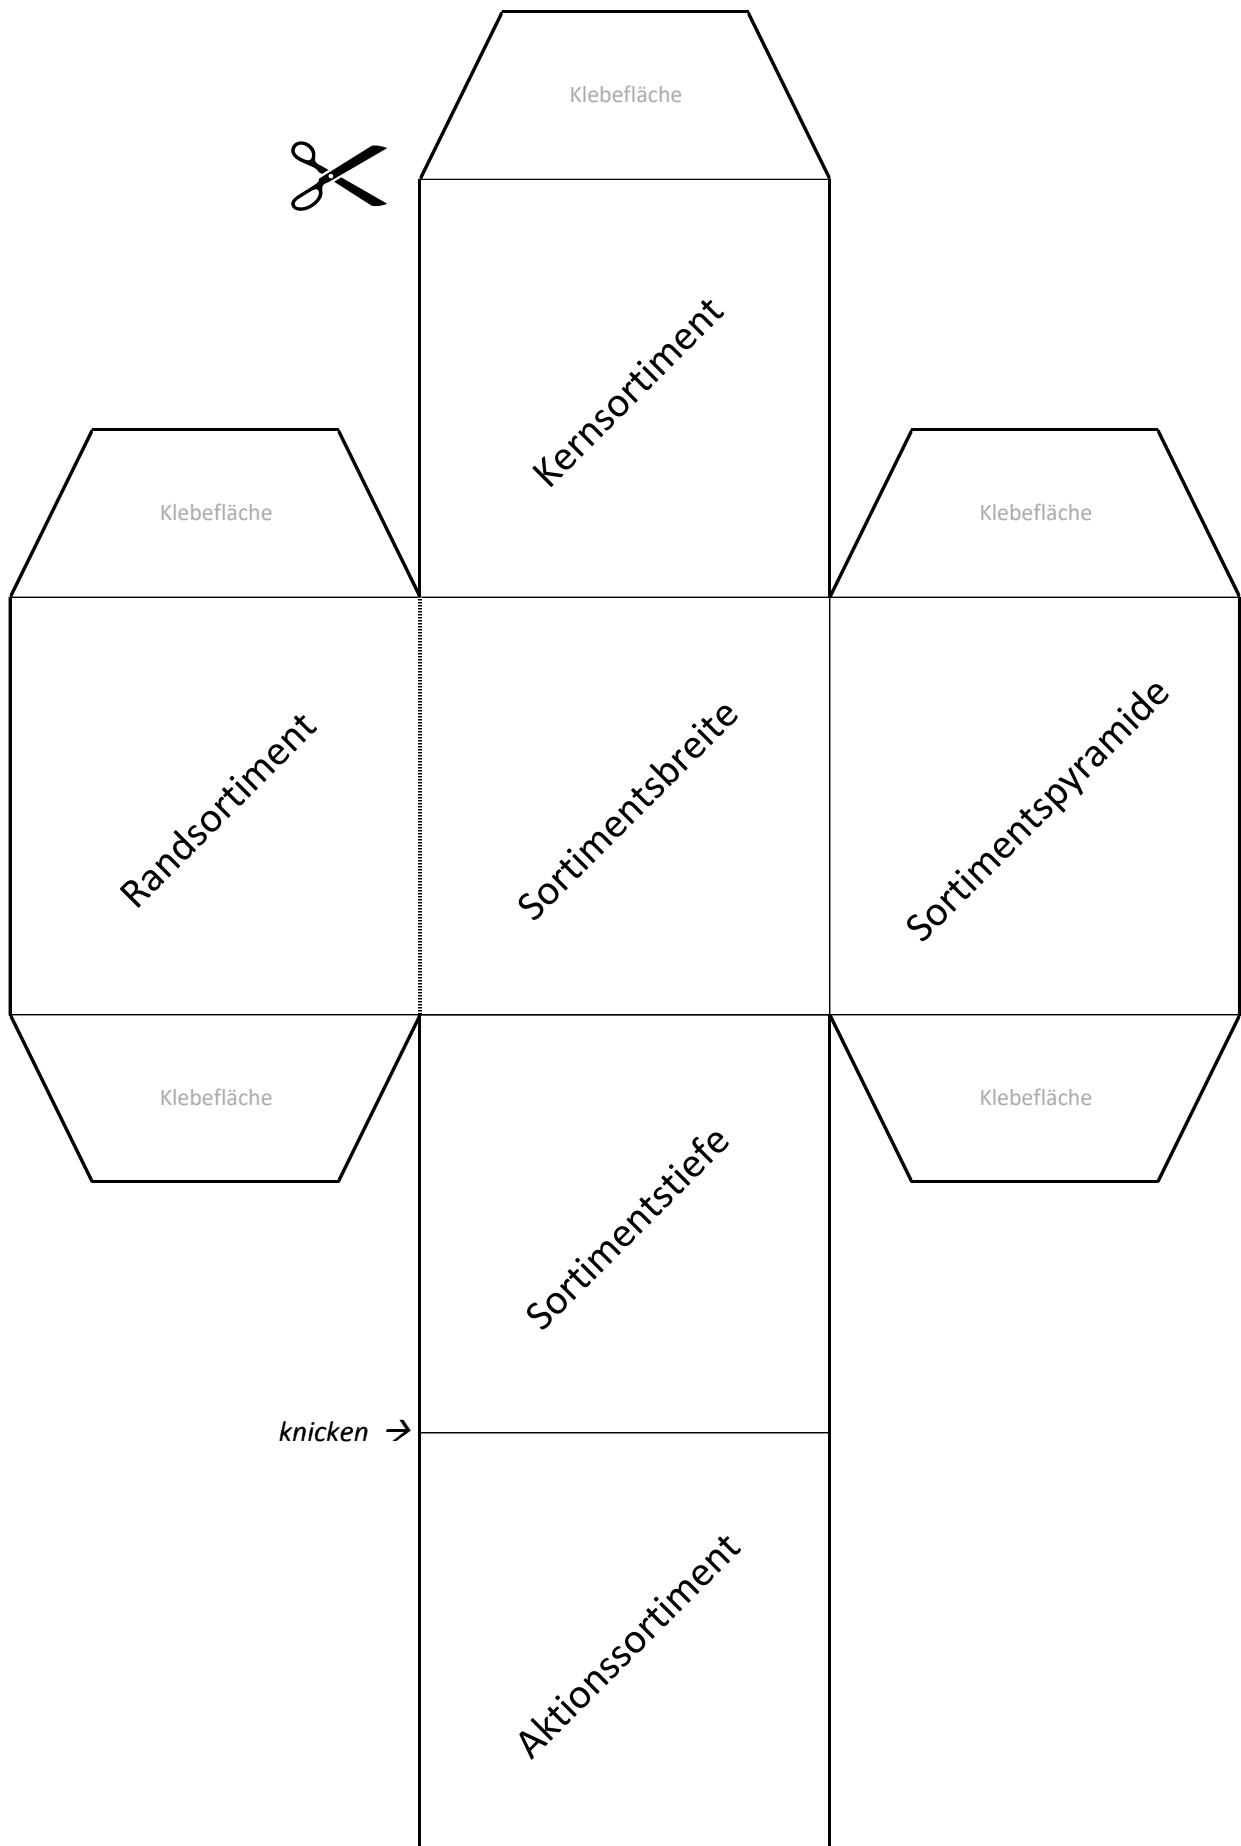 Klebefläche
Kernsortiment
Klebefläche
Klebefläche
Randsortiment
Sortimentsbreite
Sortimentspyramide
Klebefläche
Klebefläche
Sortimentstiefe
knicken →
Aktionssortiment